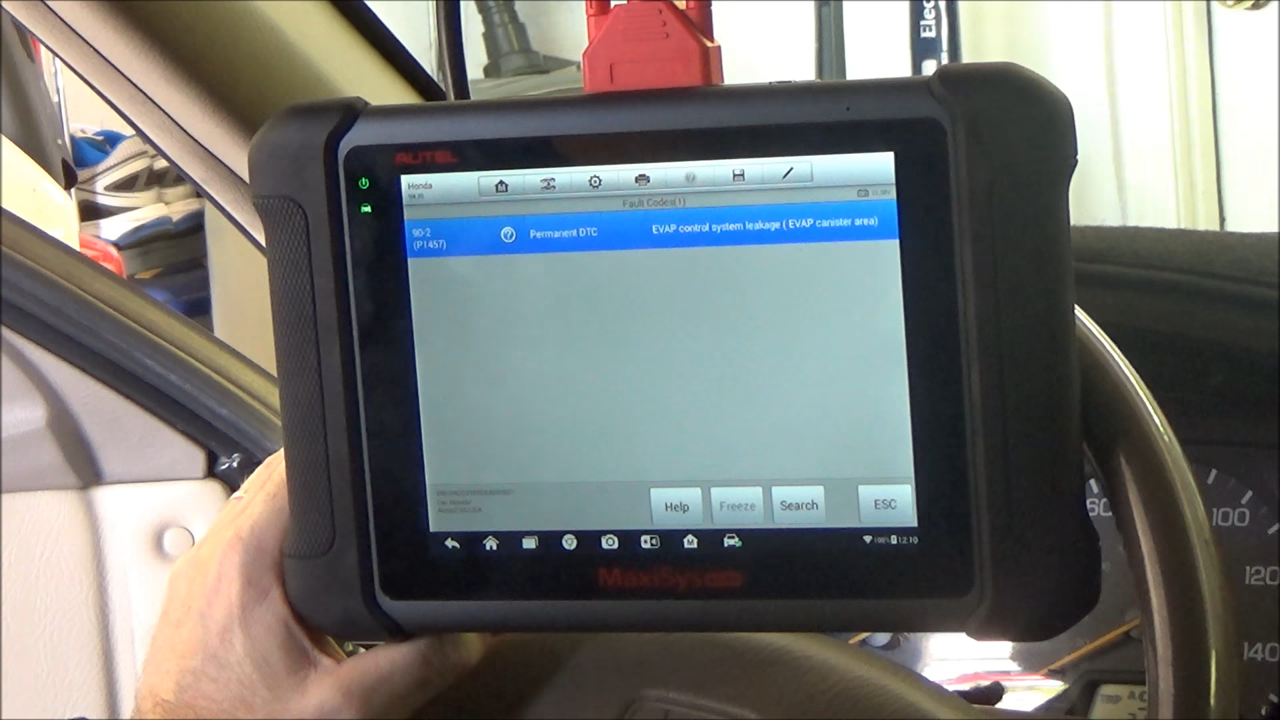 Elec
AUTEL
Honda
Fault Codes(1)
90-2
(P1457)
? Permanent DTC
EVAP control system leakage ( EVAP canister area)
Help
Freeze
Search
ESC
100% 12:10
MaxiSys
60
100
120
140
A